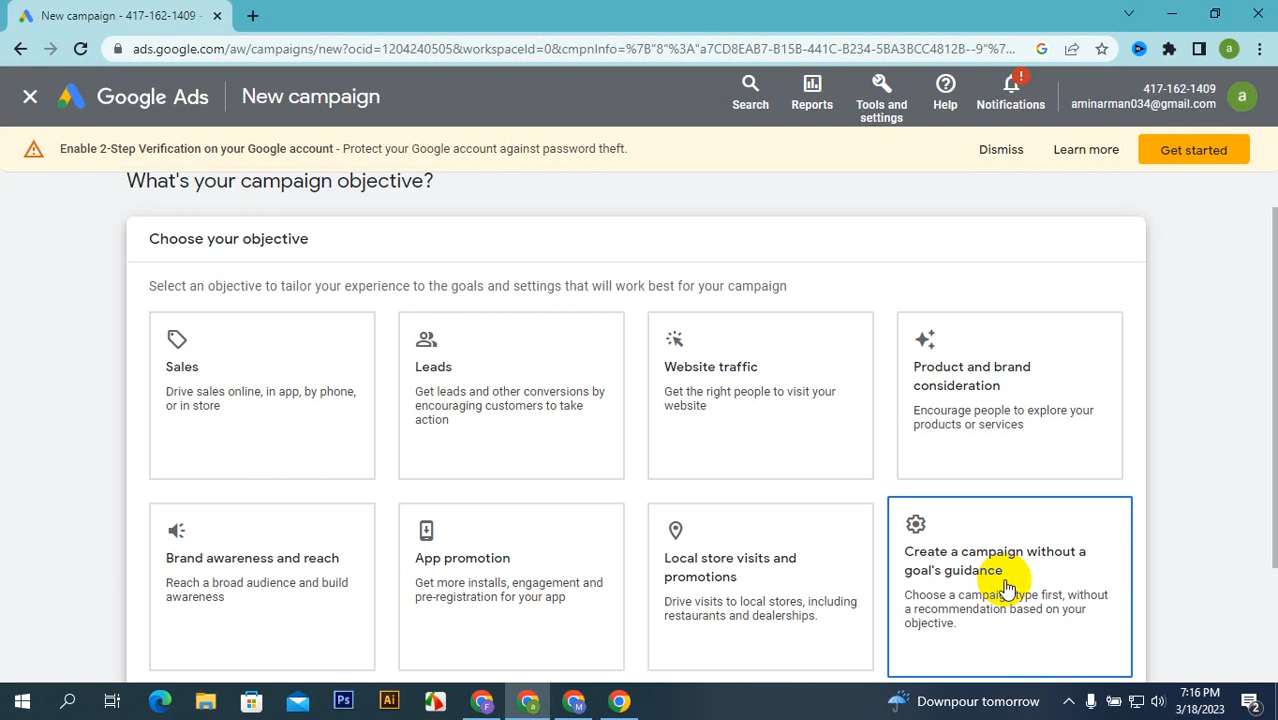 New campaign - 417-162-1409 -
ads.google.com/aw/campaigns/new?ocid=1204240505&workspaceId=0&cmpnInfo=%7B"8"%3A"a7CD8EAB7-B15B-441C-B234-5BA3BCC4812B--9"%7...
a
Google Ads
New campaign
Search
Reports
Tools and settings
Help
!
Notifications
417-162-1409
aminarman034@gmail.com
a
Enable 2-Step Verification on your Google account - Protect your Google account against password theft.
Dismiss
Learn more
Get started
What's your campaign objective?
Choose your objective
Select an objective to tailor your experience to the goals and settings that will work best for your campaign
Sales
Drive sales online, in app, by phone,
or in store
Leads
Get leads and other conversions by
encouraging customers to take
action
Website traffic
Get the right people to visit your
website
Product and brand
consideration
Encourage people to explore your
products or services
Brand awareness and reach
Reach a broad audience and build
awareness
App promotion
Get more installs, engagement and
pre-registration for your app
Local store visits and
promotions
Drive visits to local stores, including
restaurants and dealerships.
Create a campaign without a
goal's guidance
Choose a campaign type first, without
a recommendation based on your
objective.
Ps
Ai
F
a
M
Downpour tomorrow
7:16 PM
3/18/2023
2